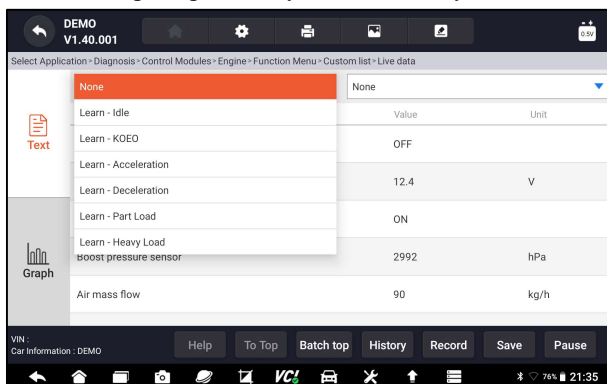 DEMO
V1.40.001
0.5V
Select Application > Diagnosis > Control Modules > Engine > Function Menu > Custom list > Live data
None
None
Learn - Idle
Value
Unit
Text
Learn - KOEO
OFF
Learn - Acceleration
Learn - Deceleration
12.4
V
Learn - Part Load
ON
Learn - Heavy Load
Graph
Boost pressure sensor
2992
hPa
Air mass flow
90
kg/h
VIN :
Car Information : DEMO
Help
To Top
Batch top
History
Record
Save
Pause
VCI
76%
21:35